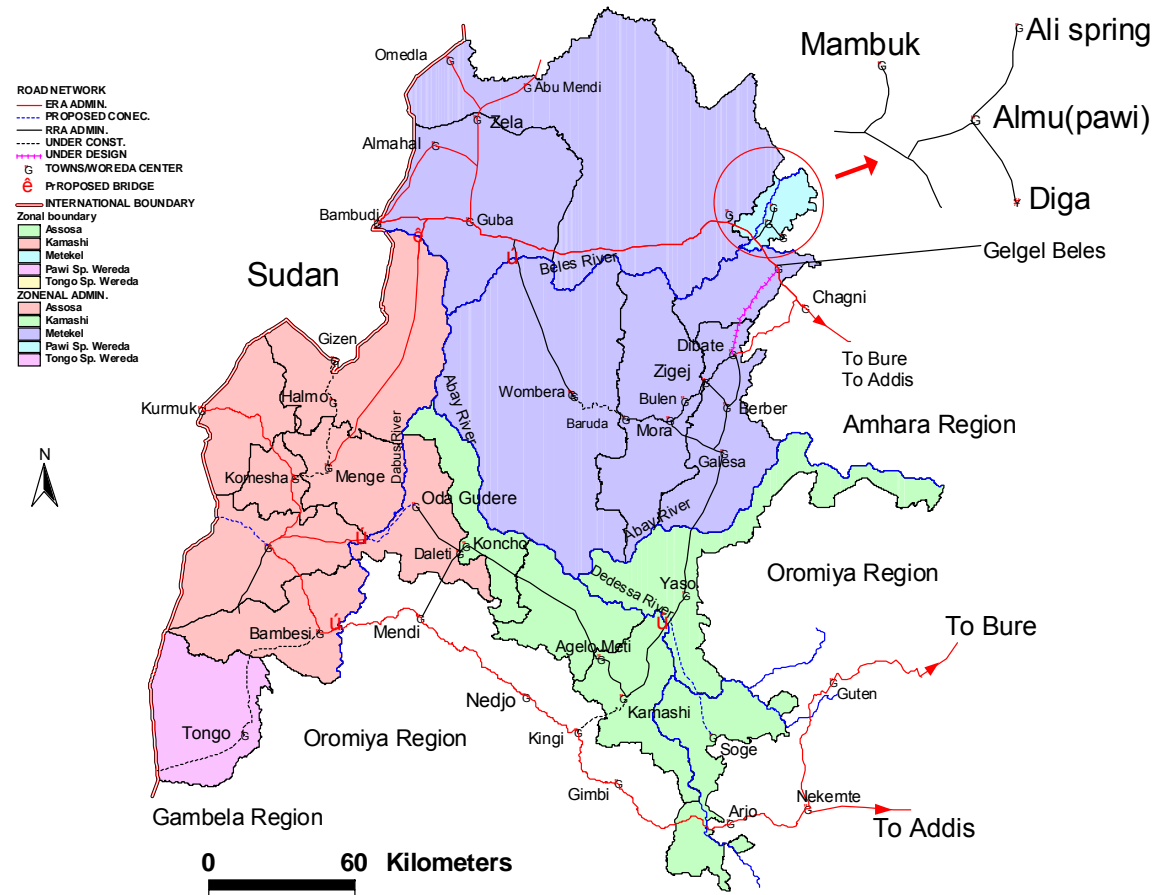 ROAD NETWORK
ERA ADMIN.
PROPOSED CONEC.
RRA ADMIN.
UNDER CONST.
UNDER DESIGN
TOWNS/WOREDA CENTER
PrROPOSED BRIDGE
INTERNATIONAL BOUNDARY
Zonal boundary
Assosa
Kamashi
Metekel
Pawi Sp. Wereda
Tongo Sp. Wereda
ZONENAL ADMIN.
Assosa
Kamashi
Metekel
Pawi Sp. Wereda
Tongo Sp. Wereda
N
Omedla
Abu Mendi
Zela
Almahal
Bambudi
Guba
Beles River
Sudan
Mambuk
Ali spring
Almu(pawi)
Diga
Gelgel Beles
Chagni
To Bure
To Addis
Dibate
Zigej
Bulen
Berber
Wombera
Baruda
Mora
Galesa
Amhara Region
Gizen
Halmo
Kurmuk
Komesha
Menge
Dabus River
Abay River
Abay River
Oda Gudere
Koncho
Daleti
Dedessa River
Yaso
Oromiya Region
To Bure
Bambesi
Mendi
Agelo Meti
Guten
Nedjo
Kamashi
Tongo
Oromiya Region
Kingi
Soge
Gimbi
Arjo
Nekemte
To Addis
Gambela Region
0 60 Kilometers